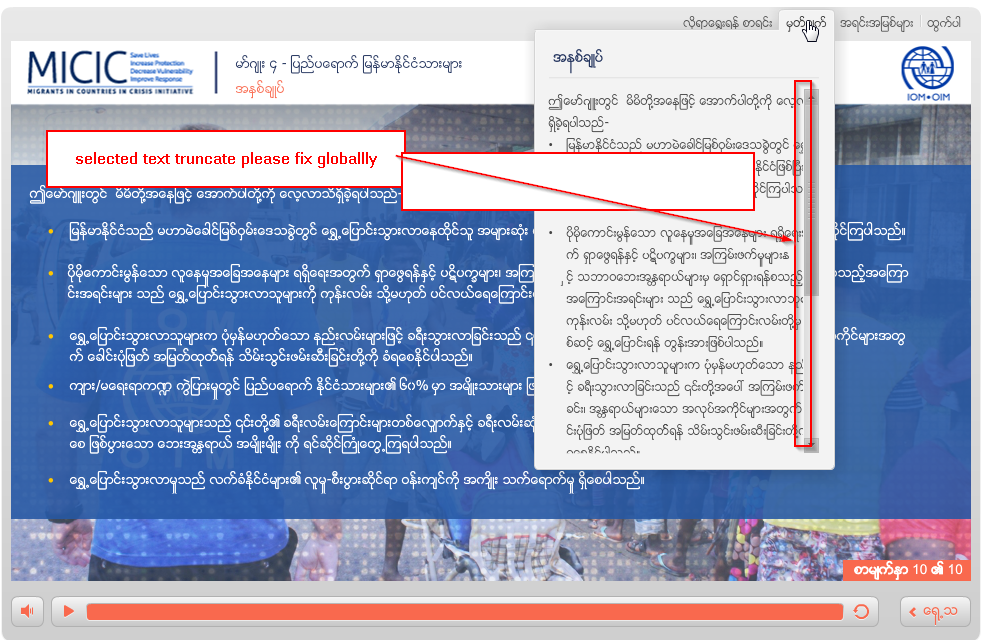 လိုရာရွေးရန် စာရင်း
မှတ်ချက်
အရင်းအမြစ်များ
ထွက်ပါ
MICIC
Save Lives
Increase Protection
Decrease Vulnerability
Improve Response
MIGRANTS IN COUNTRIES IN CRISIS INITIATIVE
မော်ဂျူး ၄ - ပြည်ပရောက် မြန်မာနိုင်ငံသားများ
အနှစ်ချုပ်
IOM•OIM
selected text truncate please fix globallly
ဤမော်ဂျူးတွင် မိမိတို့အနေဖြင့် အောက်ပါတို့ကို လေ့လာသိရှိခဲ့ရပါသည်-
မြန်မာနိုင်ငံသည် မဟာမဲခေါင်မြစ်ဝှမ်းဒေသခွဲတွင် ရွှေ့ပြောင်းသွားလာနေထိုင်သူ အများဆုံး
ိုင်ကြပါသည်။
• ပိုမိုကောင်းမွန်သော လူနေမှုအခြေအနေများ ရရှိရေးအတွက် ရှာဖွေရန်နှင့် ပဋိပက္ခများ၊ အကြ
သည့်အကြော
င်းအရင်းများ သည် ရွှေ့ပြောင်းသွားလာသူများကို ကုန်းလမ်း သို့မဟုတ် ပင်လယ်ရေကြောင်း
• ရွှေ့ပြောင်းသွားလာသူများက ပုံမှန်မဟုတ်သော နည်းလမ်းများဖြင့် ခရီးသွားလာခြင်းသည် ၎
ကိုင်များအတွ
က် ခေါင်းပုံဖြတ် အမြတ်ထုတ်ရန် သိမ်းသွင်းဖမ်းဆီးခြင်းတို့ကို ခံရစေနိုင်ပါသည်။
• ကျား/မရေးရာကဏ္ဍ ကွဲပြားမှုတွင် ပြည်ပရောက် နိုင်ငံသားများ၏ ၆၀% မှာ အမျိုးသားများ ဖြ
• ရွှေ့ပြောင်းသွားလာသူများသည် ၎င်းတို့၏ ခရီးလမ်းကြောင်းများတစ်လျှောက်နှင့် ခရီးလမ်းဆုံ
စေ ဖြစ်ပွားသော ဘေးအန္တရာယ် အမျိုးမျိုး ကို ရင်ဆိုင်ကြုံတွေ့ကြရပါသည်။
• ရွှေ့ပြောင်းသွားလာမှုသည် လက်ခံနိုင်ငံများ၏ လူမှု-စီးပွားဆိုင်ရာ ဝန်းကျင်ကို အကျိုး သက်ရောက်မှု ရှိစေပါသည်။
အနှစ်ချုပ်
ဤမော်ဂျူးတွင် မိမိတို့အနေဖြင့် အောက်ပါတို့ကို လေ့လ
ရှိခဲ့ရပါသည်-
• မြန်မာနိုင်ငံသည် မဟာမဲခေါင်မြစ်ဝှမ်းဒေသခွဲတွင် ရွှေ
နိုင်ငံဖြစ်ပြီး
ိုင်ကြပါသ
• ပိုမိုကောင်းမွန်သော လူနေမှုအခြေအနေများ ရရှိရေး
က် ရှာဖွေရန်နှင့် ပဋိပက္ခများ၊ အကြမ်းဖက်မှုများန
ှင့် သဘာဝဘေးအန္တရာယ်များမှ ရှောင်ရှားရန်စသည့်
အကြောင်းအရင်းများ သည် ရွှေ့ပြောင်းသွားလာသူ
ကုန်းလမ်း သို့မဟုတ် ပင်လယ်ရေကြောင်းလမ်းတို့မှ
စ်ဆင့် ရွှေ့ပြောင်းရန် တွန်းအားဖြစ်ပါသည်။
• ရွှေ့ပြောင်းသွားလာသူများက ပုံမှန်မဟုတ်သော နည်
င့် ခရီးသွားလာခြင်းသည် ၎င်းတို့အပေါ် အကြမ်းဖက်
ခင်း၊ အန္တရာယ်များသော အလုပ်အကိုင်များအတွက်
င်းပုံဖြတ် အမြတ်ထုတ်ရန် သိမ်းသွင်းဖမ်းဆီးခြင်းတို့က
စာမျက်နှာ 10 ၏ 10
ရှေ့သို့